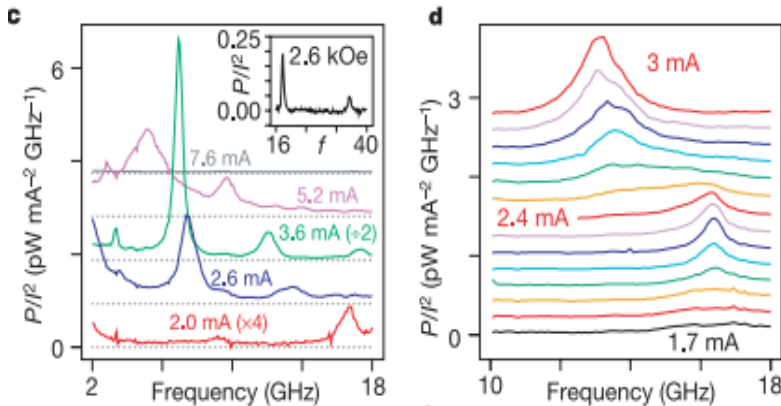 c
P/I² (pW mA⁻² GHz⁻¹)
6
0
7.6 mA
5.2 mA
3.6 mA (÷2)
2.6 mA
2.0 mA (×4)
2
Frequency (GHz)
18
P/I²
0.25
0.00
2.6 kOe
16
f
40
d
P/I² (pW mA⁻² GHz⁻¹)
3
0
3 mA
2.4 mA
1.7 mA
10
Frequency (GHz)
18